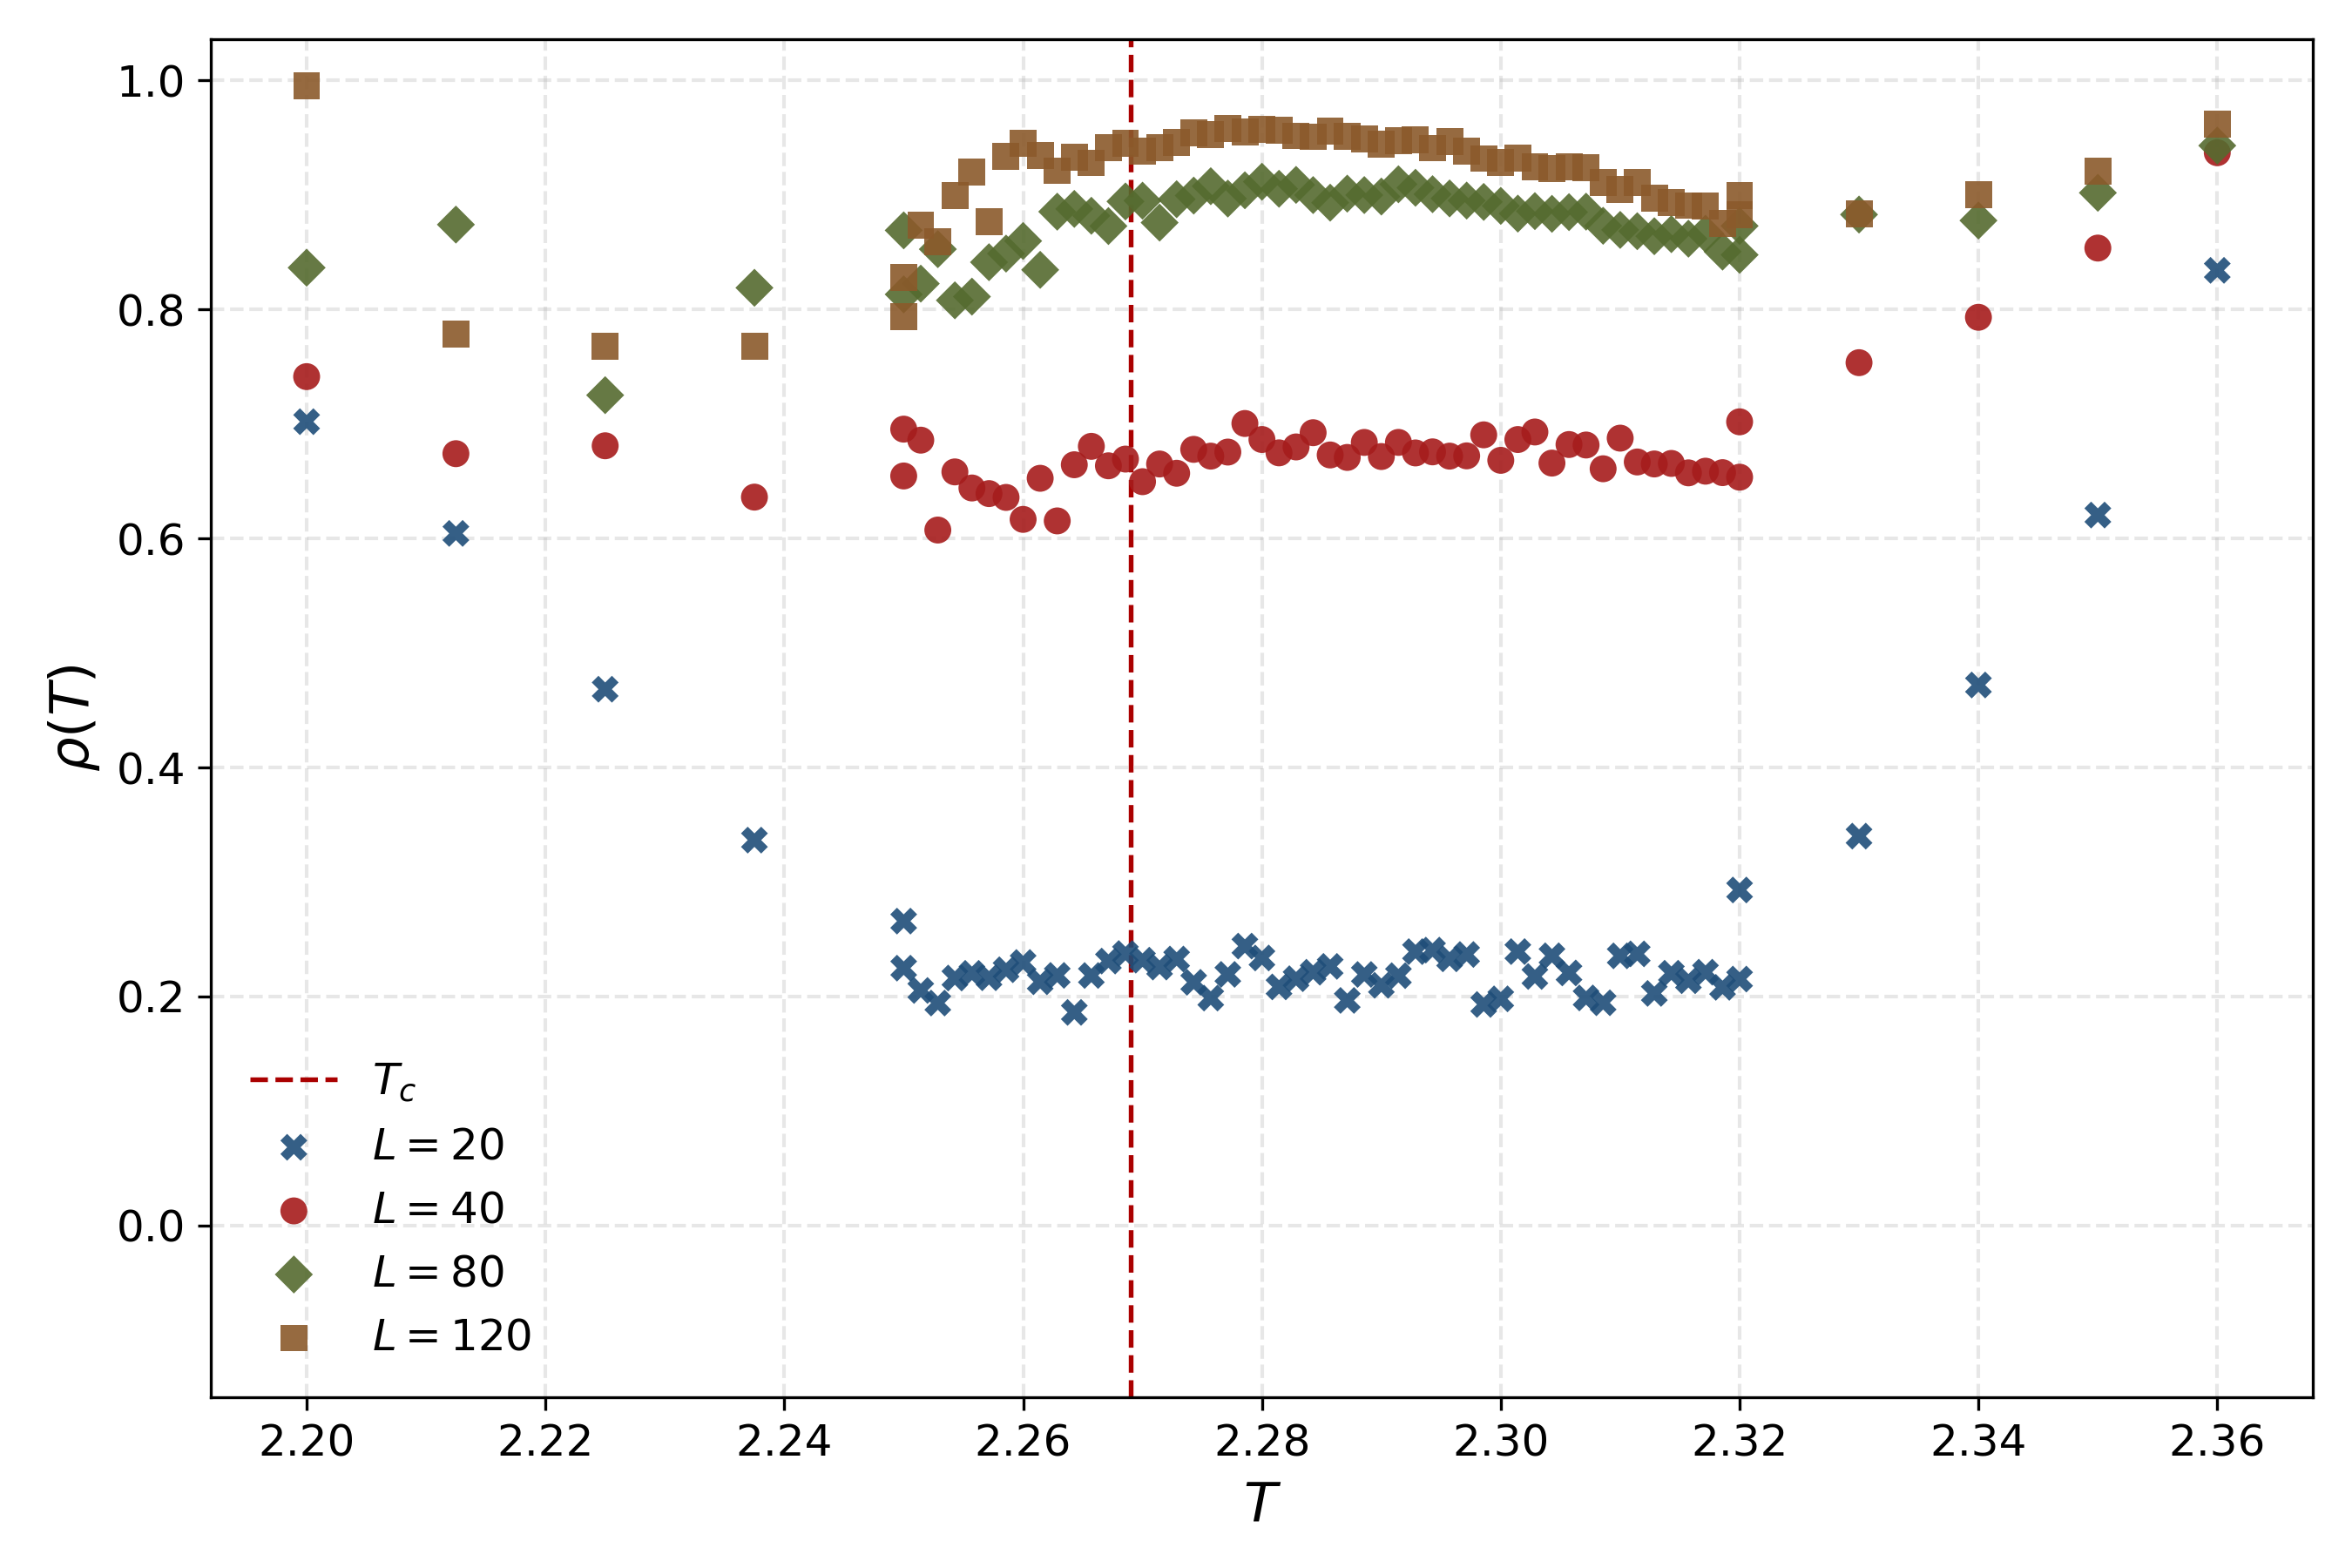 1.0
0.8
0.6
0.4
0.2
0.0
ρ(T)
T_c
L = 20
L = 40
L = 80
L = 120
2.20 2.22 2.24 2.26 2.28 2.30 2.32 2.34 2.36
T